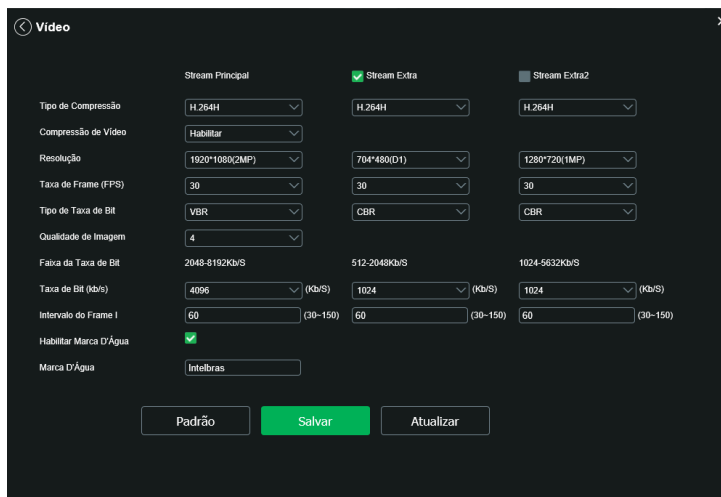 Vídeo
Stream Principal Stream Extra Stream Extra2
Tipo de Compressão H.264H H.264H H.264H
Compressão de Vídeo Habilitar
Resolução 1920*1080(2MP) 704*480(D1) 1280*720(1MP)
Taxa de Frame (FPS) 30 30 30
Tipo de Taxa de Bit VBR CBR CBR
Qualidade de Imagem 4
Faixa da Taxa de Bit 2048-8192Kb/S 512-2048Kb/S 1024-5632Kb/S
Taxa de Bit (kb/s) 4096 (Kb/S) 1024 (Kb/S) 1024 (Kb/S)
Intervalo do Frame I 60 (30~150) 60 (30~150) 60 (30~150)
Habilitar Marca D'Água
Marca D'Água Intelbras
Padrão Salvar Atualizar